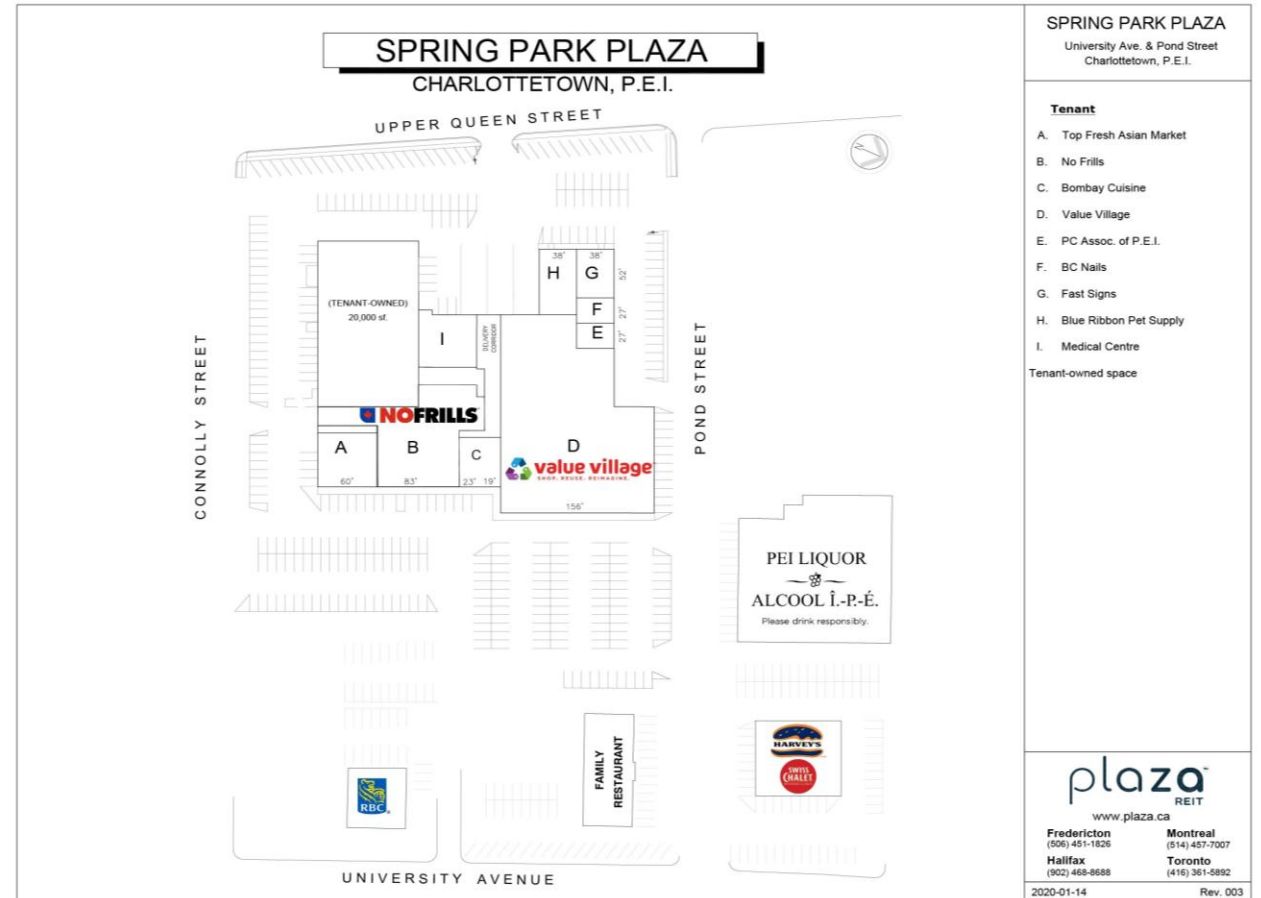 SPRING PARK PLAZA
CHARLOTTETOWN, P.E.I.
UPPER QUEEN STREET
N
CONNOLLY STREET
POND STREET
(TENANT-OWNED)
20,000 sf.
38'
38'
H
G
52'
F
27'
E
27'
I
DELIVERY
CORRIDOR
NOFRILLS
A
B
C
D
value village
SHOP. REUSE. REIMAGINE.
60'
83'
23'
19'
156'
PEI LIQUOR
ALCOOL Î.-P.-É.
Please drink responsibly.
FAMILY
RESTAURANT
HARVEY'S
SWISS
CHALET
RBC
UNIVERSITY AVENUE
SPRING PARK PLAZA
University Ave. & Pond Street
Charlottetown, P.E.I.
Tenant
A. Top Fresh Asian Market
B. No Frills
C. Bombay Cuisine
D. Value Village
E. PC Assoc. of P.E.I.
F. BC Nails
G. Fast Signs
H. Blue Ribbon Pet Supply
I. Medical Centre
Tenant-owned space
plaza™
REIT
www.plaza.ca
Fredericton
(506) 451-1826
Montreal
(514) 457-7007
Halifax
(902) 468-8688
Toronto
(416) 361-5892
2020-01-14
Rev. 003